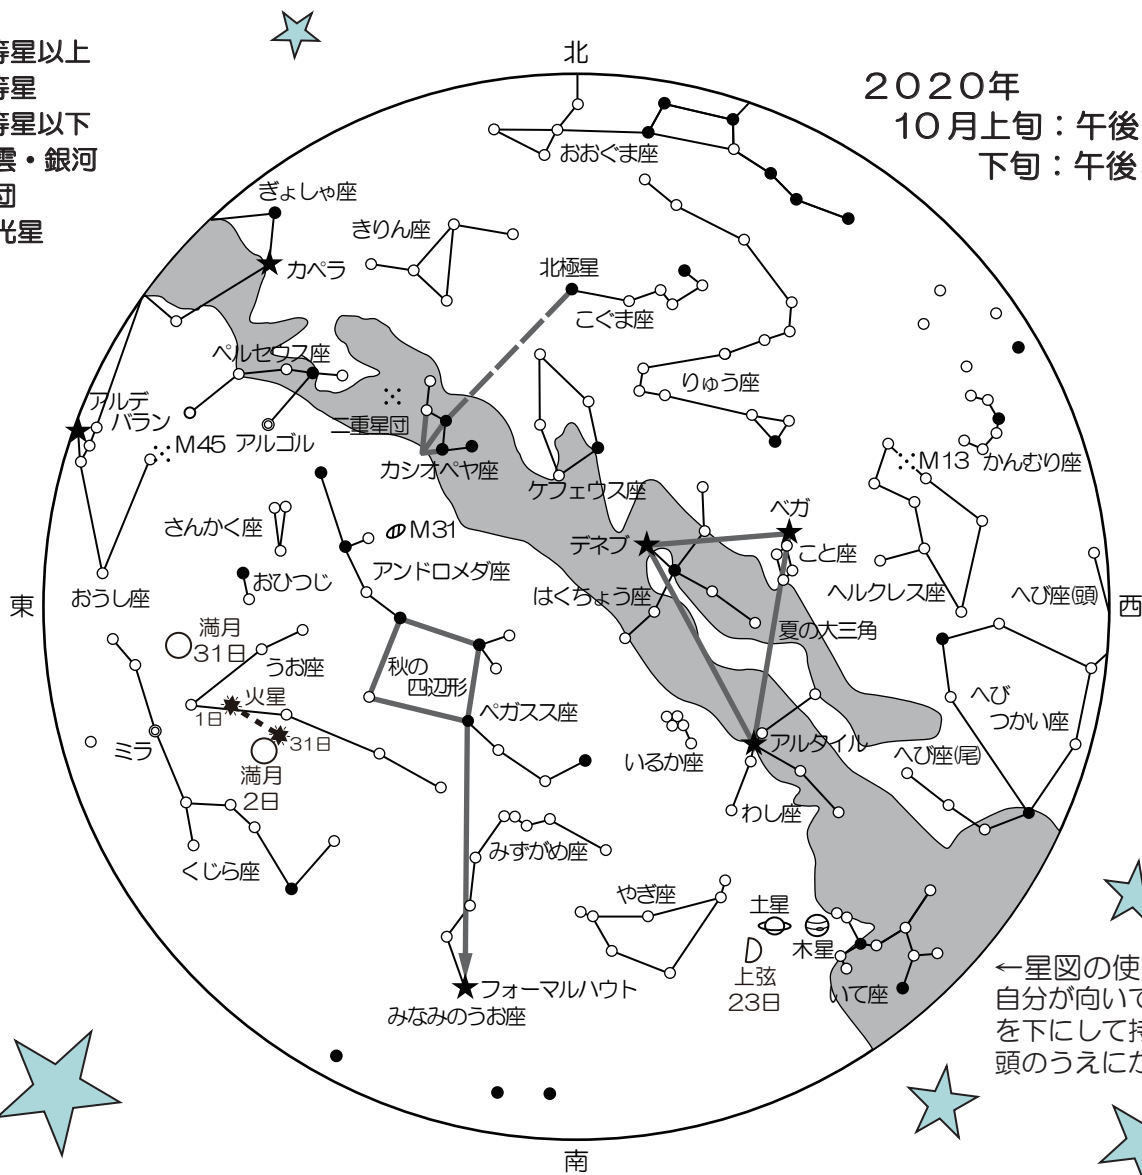 等星以上
等星
等星以下
雲・銀河
団
光星
北
2020年
10月上旬：午後
下旬：午後
おおぐま座
ぎょしゃ座
きりん座
カペラ
北極星
こぐま座
ペルセウス座
りゅう座
アルデ
バラン
二重星団
M45
アルゴル
カシオペヤ座
M13
かんむり座
ケフェウス座
ベガ
さんかく座
M31
デネブ
こと座
アンドロメダ座
おひつじ
おうし座
はくちょう座
ヘルクレス座
へび座(頭)
東
西
満月
31日
夏の大三角
うお座
秋の
四辺形
火星
1日
31日
ペガスス座
へび
つかい座
ミラ
満月
2日
いるか座
アルタイル
へび座(尾)
わし座
くじら座
みずがめ座
やぎ座
土星
木星
上弦
23日
いて座
フォーマルハウト
みなみのうお座
←星図の使
自分が向いて
を下にして持
頭のうえにか
南